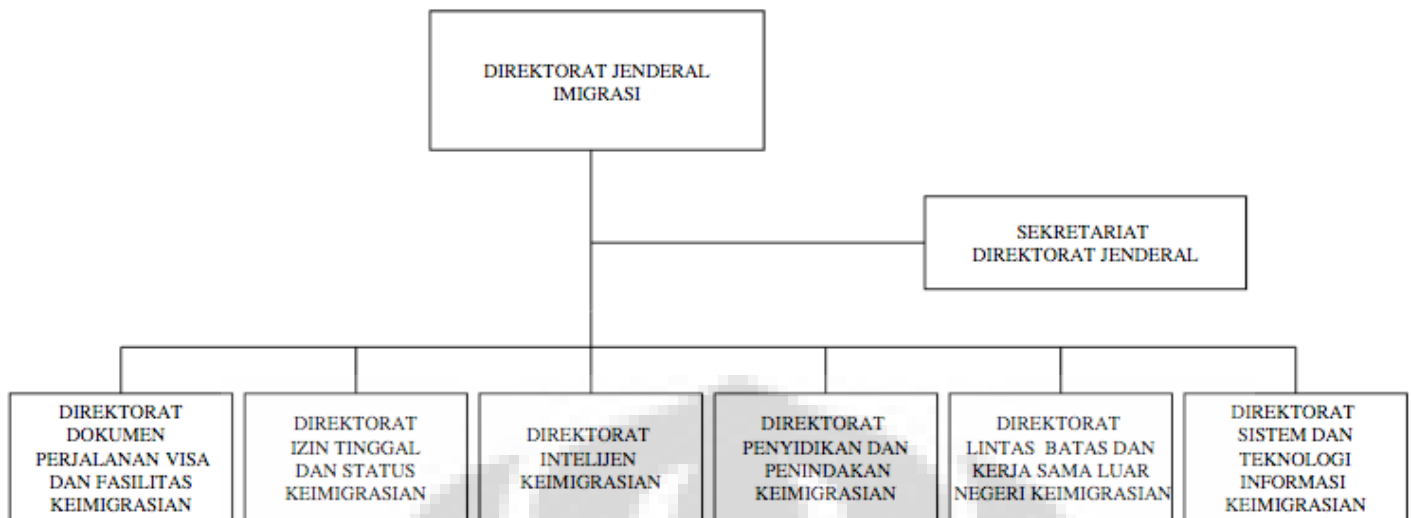 DIREKTORAT JENDERAL
IMIGRASI
SEKRETARIAT
DIREKTORAT JENDERAL
DIREKTORAT
DOKUMEN
PERJALANAN VISA
DAN FASILITAS
KEIMIGRASIAN
DIREKTORAT
IZIN TINGGAL
DAN STATUS
KEIMIGRASIAN
DIREKTORAT
INTELIJEN
KEIMIGRASIAN
DIREKTORAT
PENYIDIKAN DAN
PENINDAKAN
KEIMIGRASIAN
DIREKTORAT
LINTAS BATAS DAN
KERJA SAMA LUAR
NEGERI KEIMIGRASIAN
DIREKTORAT
SISTEM DAN
TEKNOLOGI
INFORMASI
KEIMIGRASIAN